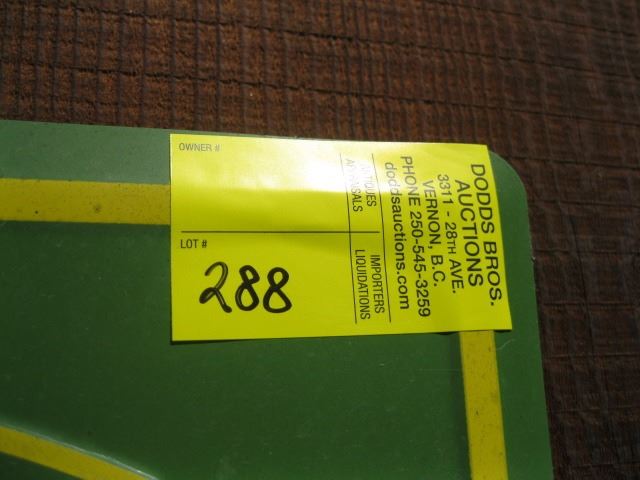 OWNER #
LOT #
288
DODDS BROS.
AUCTIONS
3311 - 28TH AVE.
VERNON, B.C.
PHONE 250-545-3259
doddsauctions.com
ANTIQUES
APPRAISALS
IMPORTERS
LIQUIDATIONS